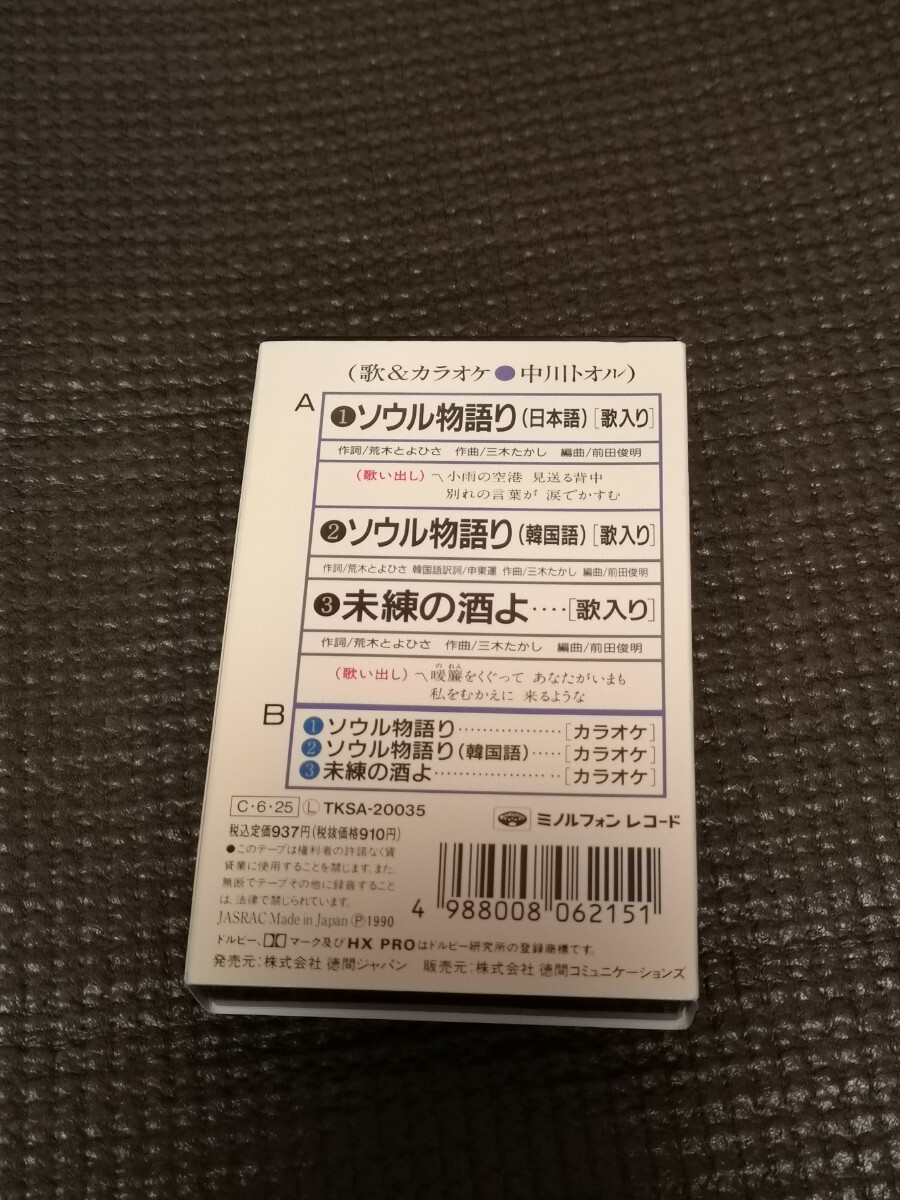 (歌&カラオケ●中川トオル)
A
❶ソウル物語り(日本語)[歌入り]
作詞/荒木とよひさ 作曲/三木たかし 編曲/前田俊明
(歌い出し)〽小雨の空港 見送る背中
別れの言葉が 涙でかすむ
❷ソウル物語り(韓国語)[歌入り]
作詞/荒木とよひさ 韓国語訳詞/申東運 作曲/三木たかし 編曲/前田俊明
❸未練の酒よ‥‥[歌入り]
作詞/荒木とよひさ 作曲/三木たかし 編曲/前田俊明
(歌い出し)〽暖簾をくぐって あなたがいまも
のれん
私をむかえに 来るような
B
❶ソウル物語り………………[カラオケ]
❷ソウル物語り(韓国語)‥‥‥[カラオケ]
❸未練の酒よ………………‥[カラオケ]
C・6・25 Ⓛ TKSA-20035
ミノルフォン レコード
税込定価937円(税抜価格910円)
●このテープは権利者の許諾なく賃
貸業に使用することを禁じます。また、
無断でテープその他に録音すること
は、法律で禁じられています。
JASRAC Made in Japan Ⓟ1990
4 988008 062151
ドルビー、マーク及びHX PROはドルビー研究所の登録商標です。
発売元:株式会社 徳間ジャパン 販売元:株式会社 徳間コミュニケーションズ